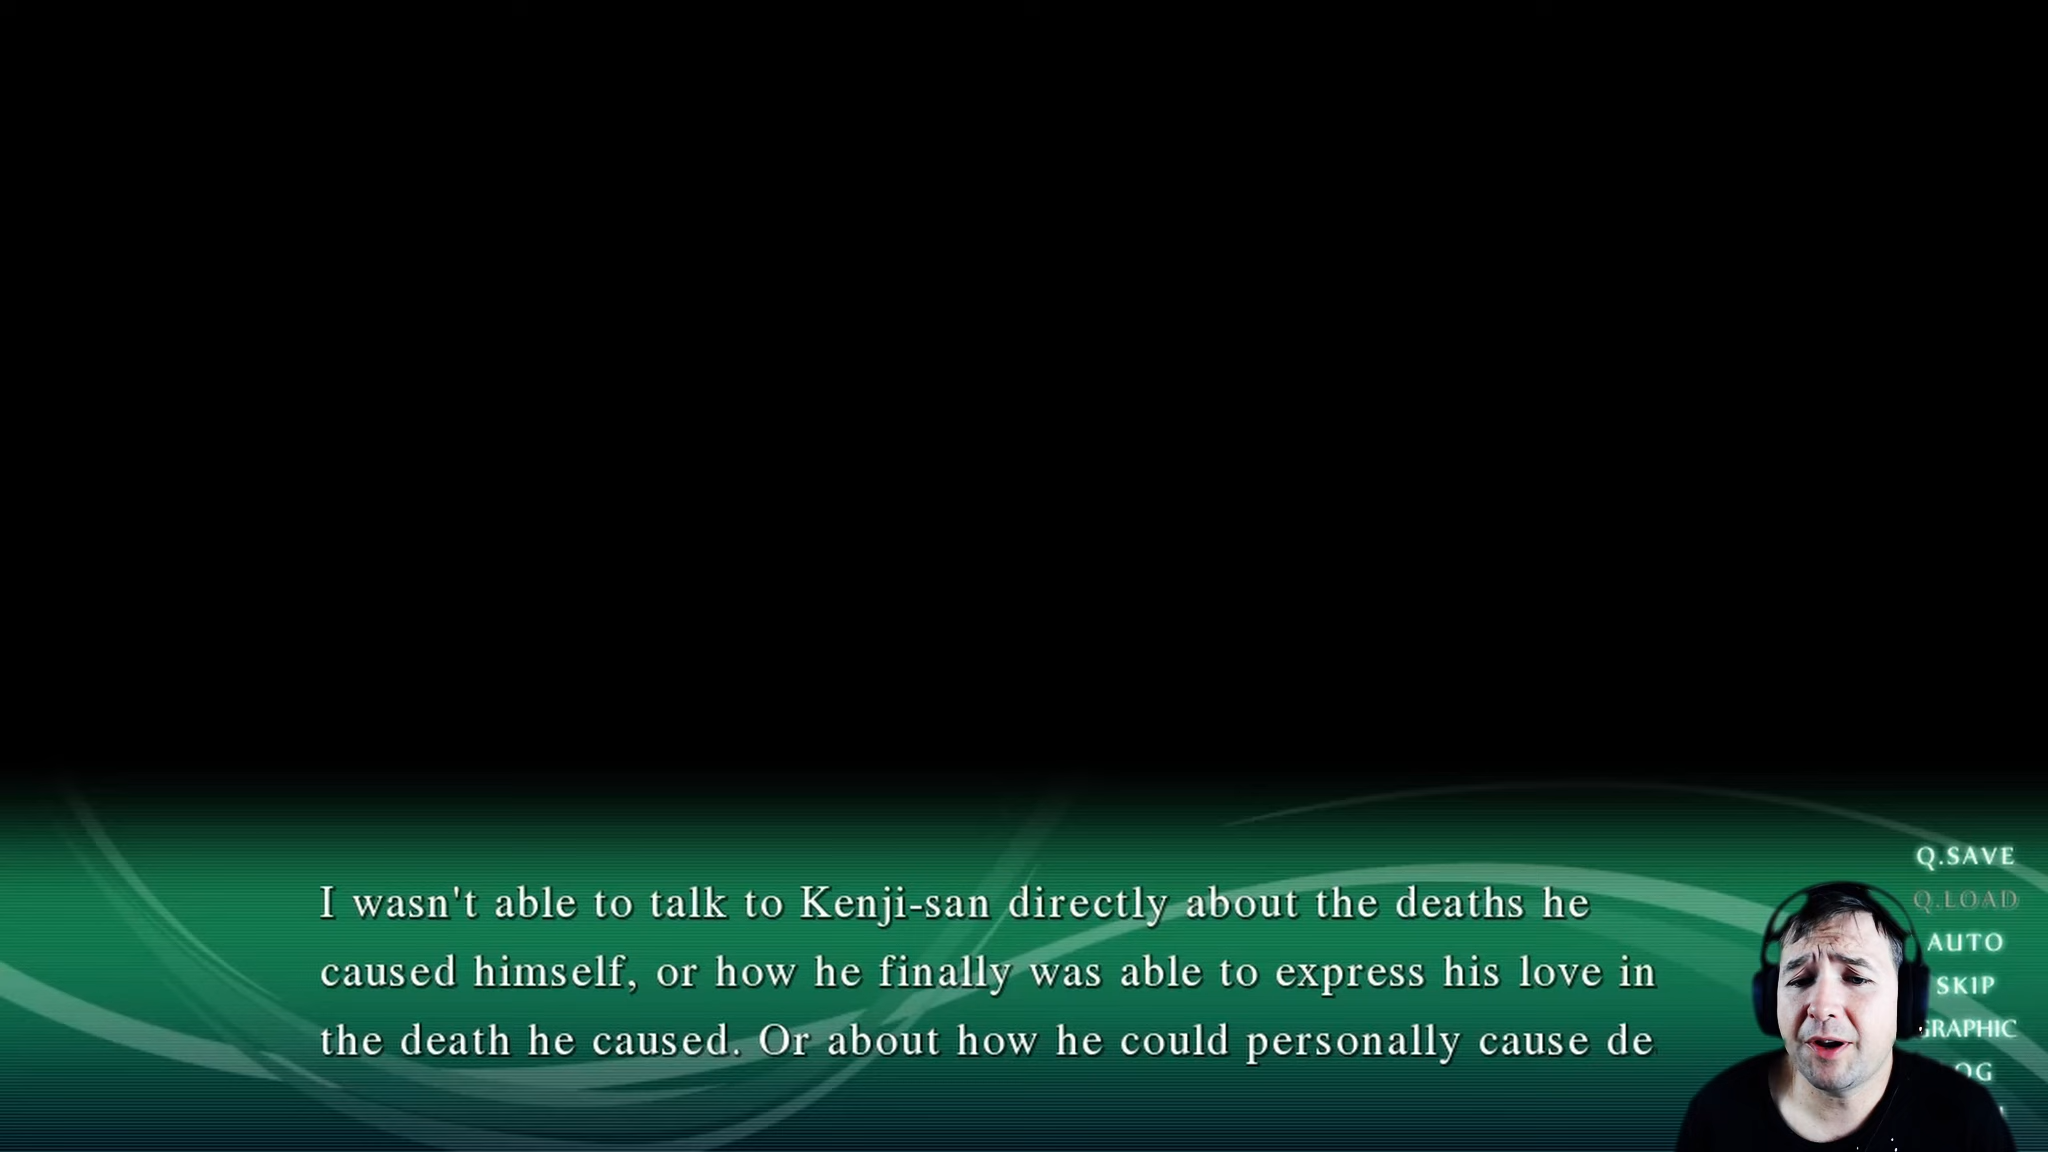 I wasn't able to talk to Kenji-san directly about the deaths he
caused himself, or how he finally was able to express his love in
the death he caused. Or about how he could personally cause de
Q.SAVE
Q.LOAD
AUTO
SKIP
GRAPHIC
OG